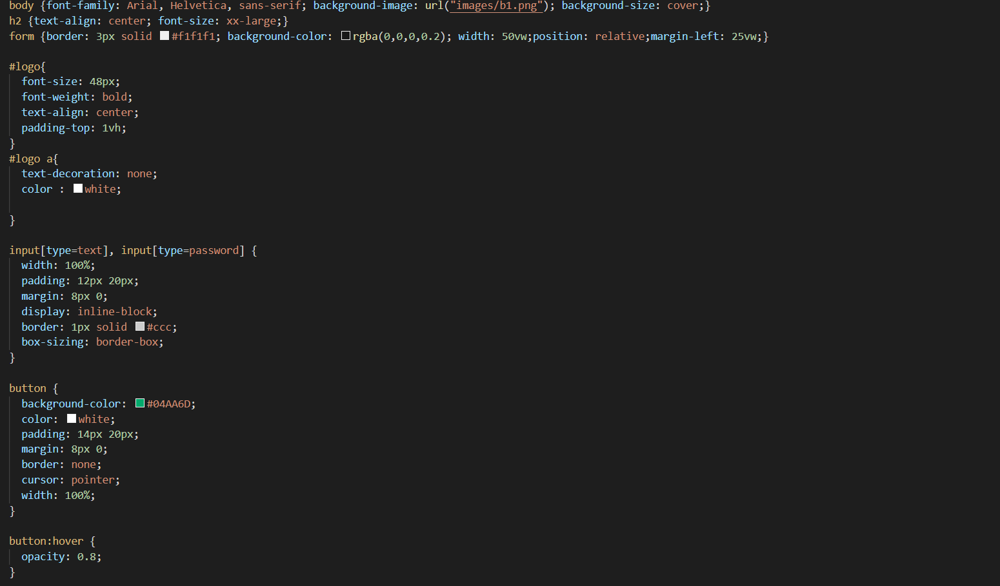 body {font-family: Arial, Helvetica, sans-serif; background-image: url("images/b1.png"); background-size: cover;}
h2 {text-align: center; font-size: xx-large;}
form {border: 3px solid #f1f1f1; background-color: rgba(0,0,0,0.2); width: 50vw;position: relative;margin-left: 25vw;}

#logo{
  font-size: 48px;
  font-weight: bold;
  text-align: center;
  padding-top: 1vh;
}
#logo a{
  text-decoration: none;
  color : white;

}

input[type=text], input[type=password] {
  width: 100%;
  padding: 12px 20px;
  margin: 8px 0;
  display: inline-block;
  border: 1px solid #ccc;
  box-sizing: border-box;
}

button {
  background-color: #04AA6D;
  color: white;
  padding: 14px 20px;
  margin: 8px 0;
  border: none;
  cursor: pointer;
  width: 100%;
}

button:hover {
  opacity: 0.8;
}